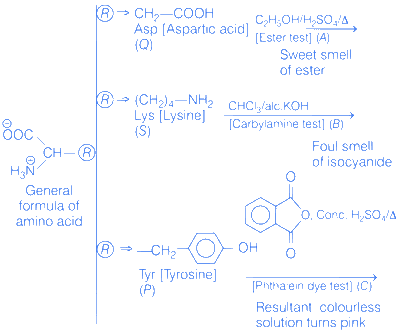 R ⇒ CH₂—COOH
Asp [Aspartic acid]
(Q)
C₂H₅OH/H₂SO₄/Δ
[Ester test] (A)
Sweet smell
of ester
R ⇒ (CH₂)₄—NH₂
Lys [Lysine]
(S)
CHCl₃/alc.KOH
[Carbylamine test] (B)
Foul smell
of isocyanide
⊖OOC
CH—R
H₃N⊖
General
formula of
amino acid
R ⇒ —CH₂— —OH
Tyr [Tyrosine]
(P)
O
O, Conc. H₂SO₄/Δ
O
[Phthalein dye test] (C)
Resultant colourless
solution turns pink